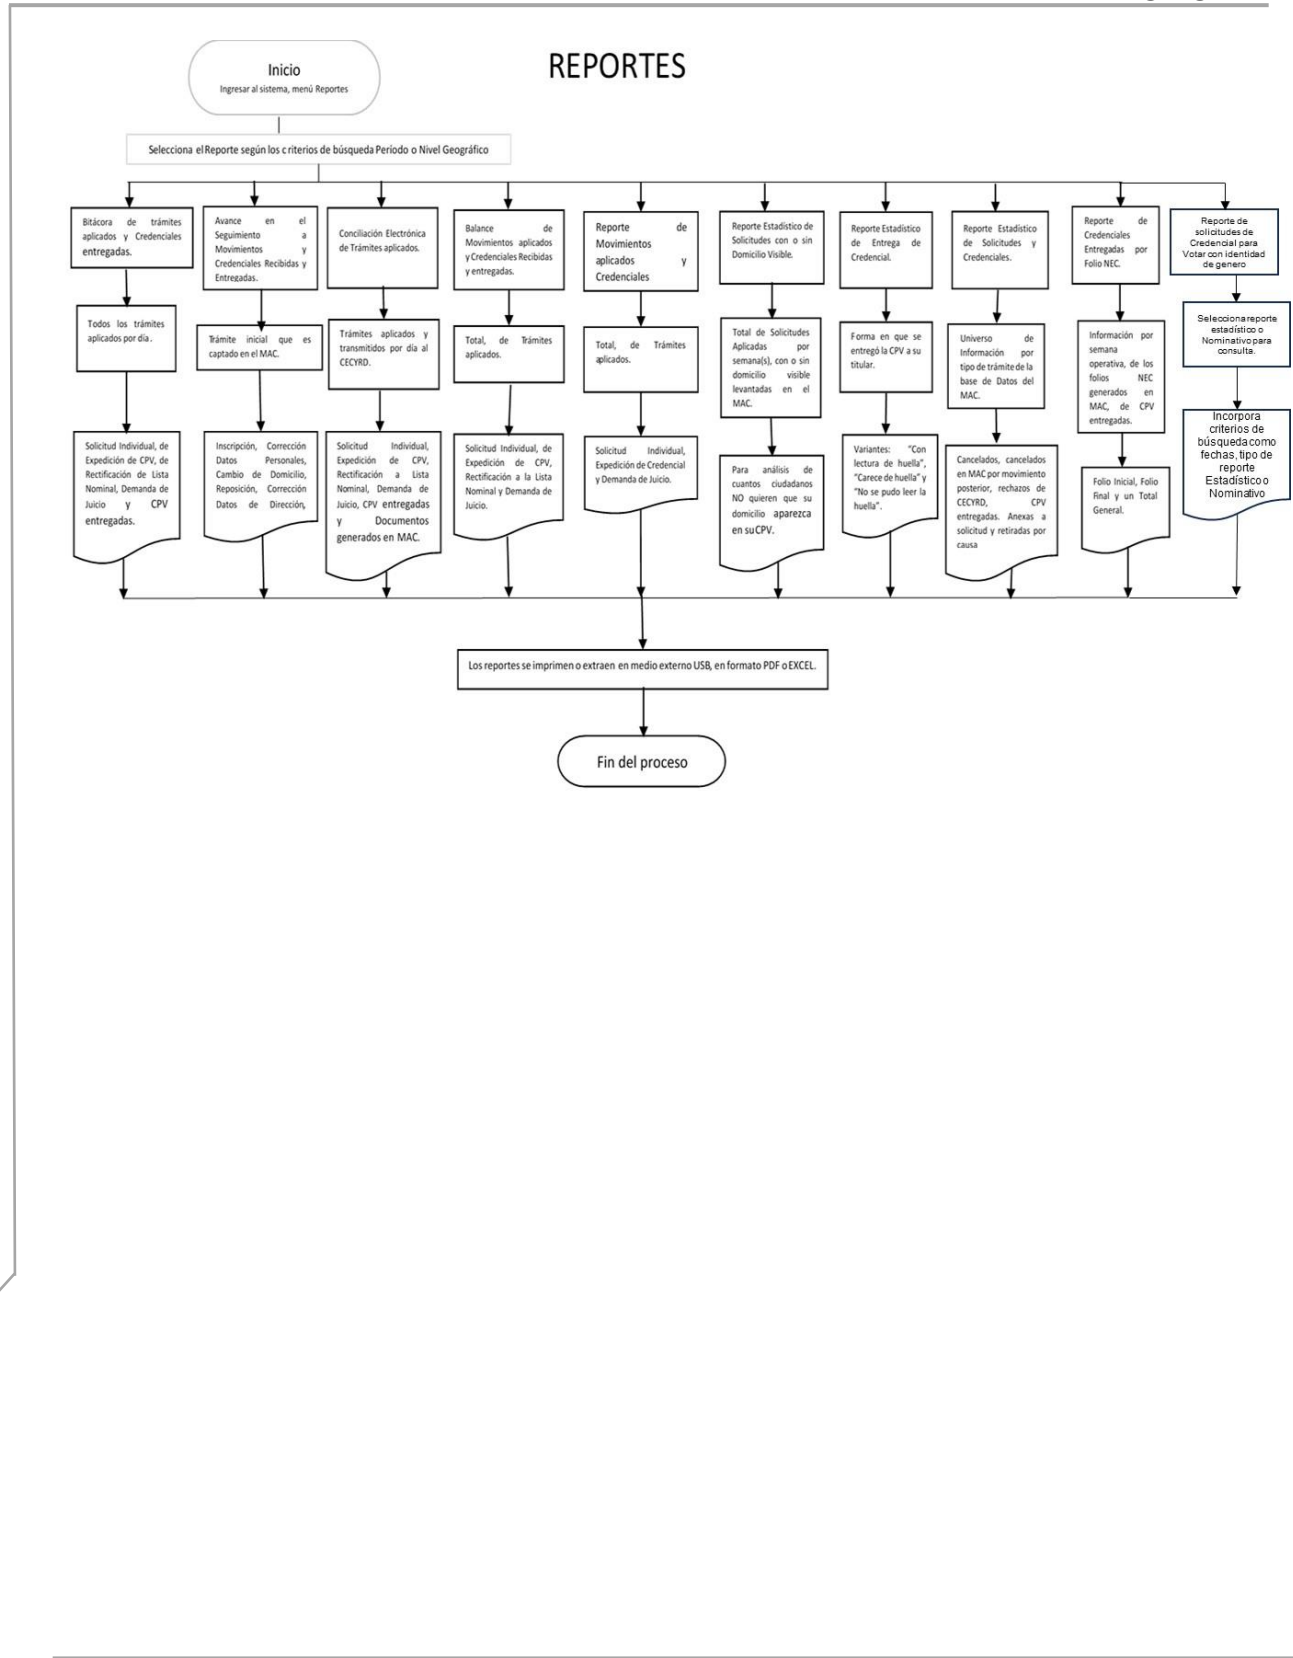 REPORTES
Inicio
Ingresar al sistema, menú Reportes
Selecciona el Reporte según los criterios de búsqueda Período o Nivel Geográfico
Bitácora de trámites
aplicados y Credenciales
entregadas.
Todos los trámites
aplicados por día.
Solicitud Individual, de
Expedición de CPV, de
Rectificación de Lista
Nominal, Demanda de
Juicio y CPV
entregadas.
Avance en el
Seguimiento a
Movimientos y
Credenciales Recibidas y
Entregadas.
Trámite inicial que es
captado en el MAC.
Inscripción, Corrección
Datos Personales,
Cambio de Domicilio,
Reposición, Corrección
Datos de Dirección,
Conciliación Electrónica
de Trámites aplicados.
Trámites aplicados y
transmitidos por día al
CECYRD.
Solicitud Individual,
Expedición de CPV,
Rectificación a Lista
Nominal, Demanda de
Juicio, CPV entregadas
y Documentos
generados en MAC.
Balance de
Movimientos aplicados
y Credenciales Recibidas
y entregadas.
Total, de Trámites
aplicados.
Solicitud Individual, de
Expedición de CPV,
Rectificación a la Lista
Nominal y Demanda de
Juicio.
Reporte de
Movimientos
aplicados y
Credenciales
Total, de Trámites
aplicados.
Solicitud Individual,
Expedición de Credencial
y Demanda de Juicio.
Reporte Estadístico de
Solicitudes con o sin
Domicilio Visible.
Total de Solicitudes
Aplicadas por
semana(s), con o sin
domicilio visible
levantadas en el
MAC.
Para análisis de
cuantos ciudadanos
NO quieren que su
domicilio aparezca
en su CPV.
Reporte Estadístico
de Entrega de
Credencial.
Forma en que se
entregó la CPV a su
titular.
Variantes: "Con
lectura de huella",
"Carece de huella" y
"No se pudo leer la
huella".
Reporte Estadístico
de Solicitudes y
Credenciales.
Universo de
Información por
tipo de trámite de la
base de Datos del
MAC.
Cancelados, cancelados
en MAC por movimiento
posterior, rechazos de
CECYRD, CPV
entregadas. Anexas a
solicitud y retiradas por
causa
Reporte de
Credenciales
Entregadas por
Folio NEC.
Información por
semana
operativa, de los
folios NEC
generados en
MAC, de CPV
entregadas.
Folio Inicial, Folio
Final y un Total
General.
Reporte de
solicitudes de
Credencial para
Votar con identidad
de genero
Selecciona reporte
estadístico o
Nominativo para
consulta.
Incorpora
criterios de
búsqueda como
fechas, tipo de
reporte
Estadístico o
Nominativo
Los reportes se imprimen o extraen en medio externo USB, en formato PDF o EXCEL.
Fin del proceso